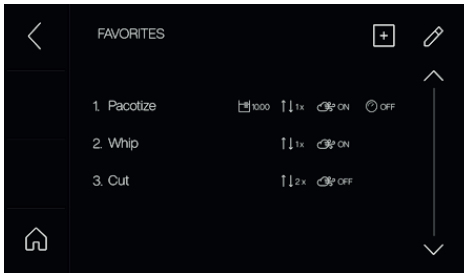 FAVORITES
1. Pacotize 1000 1x ON OFF
2. Whip 1x ON
3. Cut 2x OFF